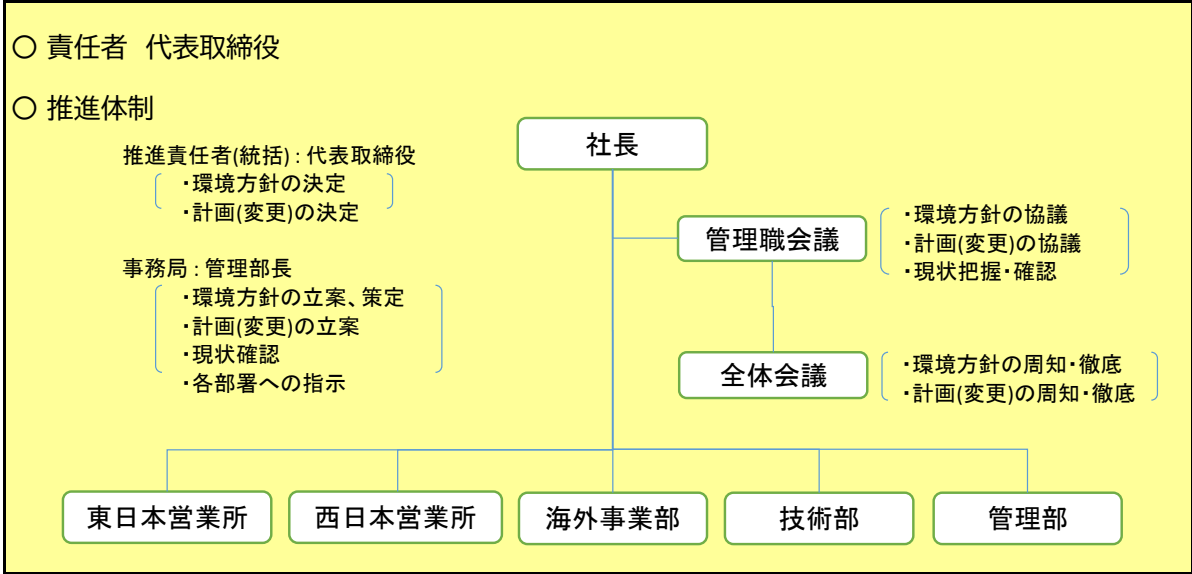 ○ 責任者 代表取締役
○ 推進体制
社長
推進責任者(統括):代表取締役
・環境方針の決定
・計画(変更)の決定
管理職会議
・環境方針の協議
・計画(変更)の協議
・現状把握・確認
事務局:管理部長
・環境方針の立案、策定
・計画(変更)の立案
・現状確認
・各部署への指示
全体会議
・環境方針の周知・徹底
・計画(変更)の周知・徹底
東日本営業所
西日本営業所
海外事業部
技術部
管理部